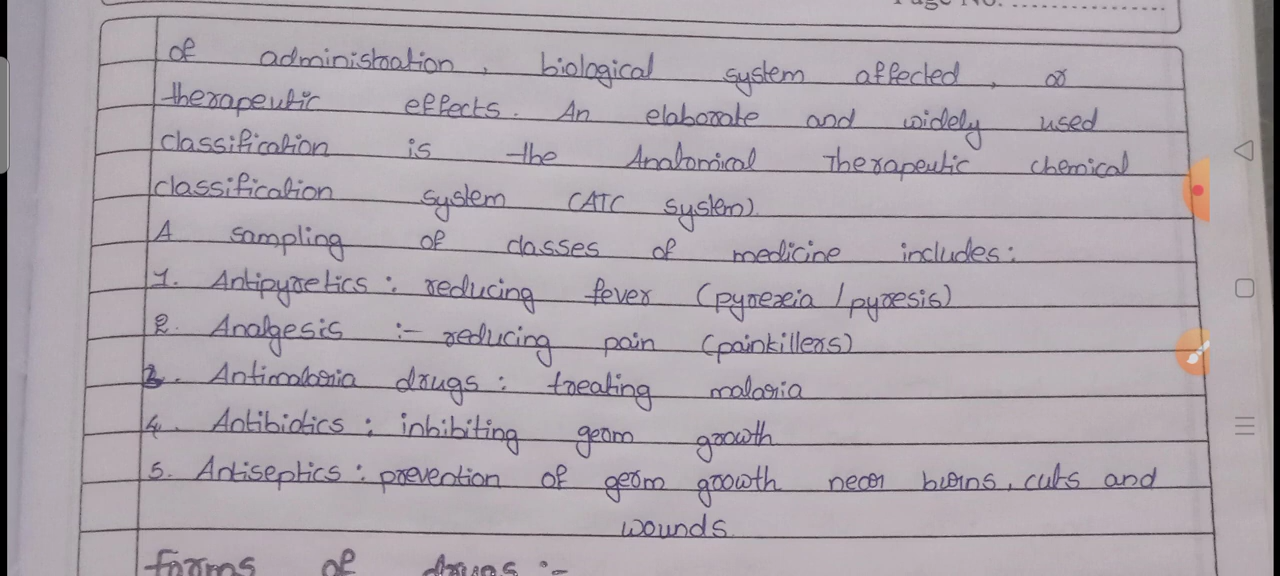 Page No.
of administration, biological system affected, or
therapeutic effects. An elaborate and widely used
classification is the Anatomical Therapeutic chemical
classification system (ATC system).
A sampling of classes of medicine includes:
1. Antipyretics: reducing fever (pyrexeia / pyresis)
2. Analgesis :- reducing pain (painkillers)
3. Antimalaria drugs: treating malaria
4. Antibiotics: inhibiting germ growth
5. Antiseptics: prevention of germ growth near burns, cuts and
wounds.
forms of drugs :-